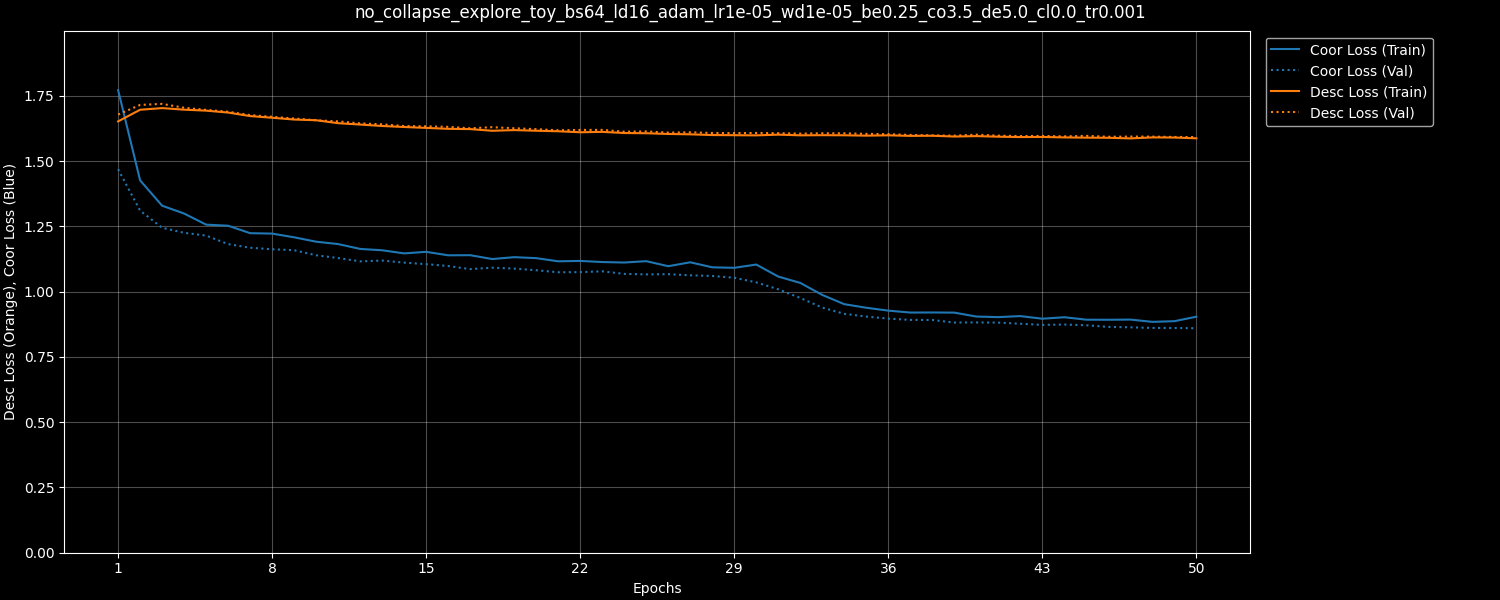 no_collapse_explore_toy_bs64_ld16_adam_lr1e-05_wd1e-05_be0.25_co3.5_de5.0_cl0.0_tr0.001
Coor Loss (Train)
Coor Loss (Val)
Desc Loss (Train)
Desc Loss (Val)
Desc Loss (Orange), Coor Loss (Blue)
1.75
1.50
1.25
1.00
0.75
0.50
0.25
0.00
1 8 15 22 29 36 43 50
Epochs